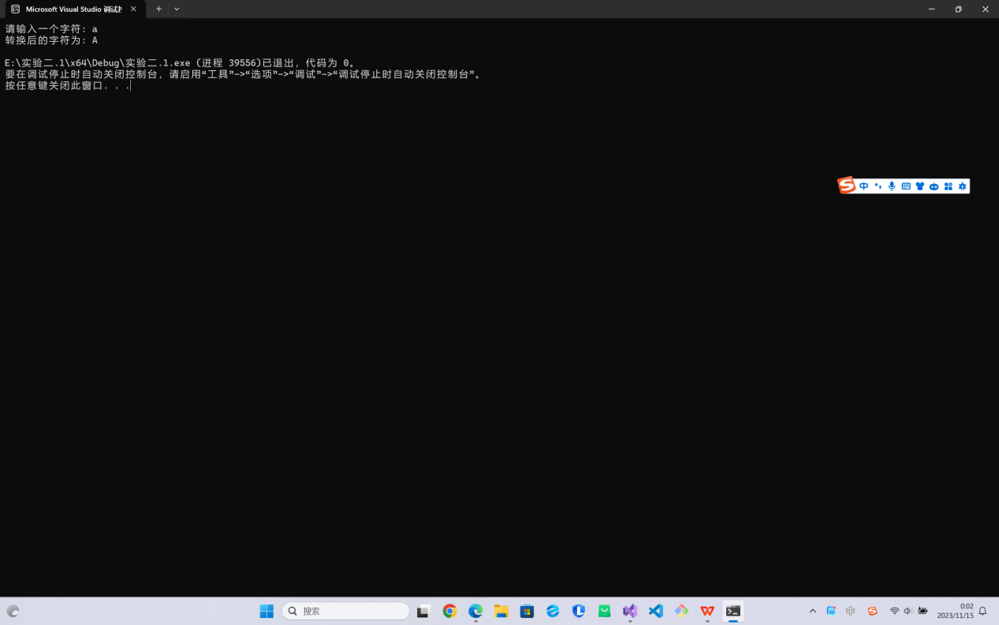 Microsoft Visual Studio 调试
请输入一个字符: a
转换后的字符为: A
E:\实验二.1\x64\Debug\实验二.1.exe (进程 39556)已退出，代码为 0。
要在调试停止时自动关闭控制台，请启用“工具”->“选项”->“调试”->“调试停止时自动关闭控制台”。
按任意键关闭此窗口. . .
中
搜索
中
0:02
2023/11/15